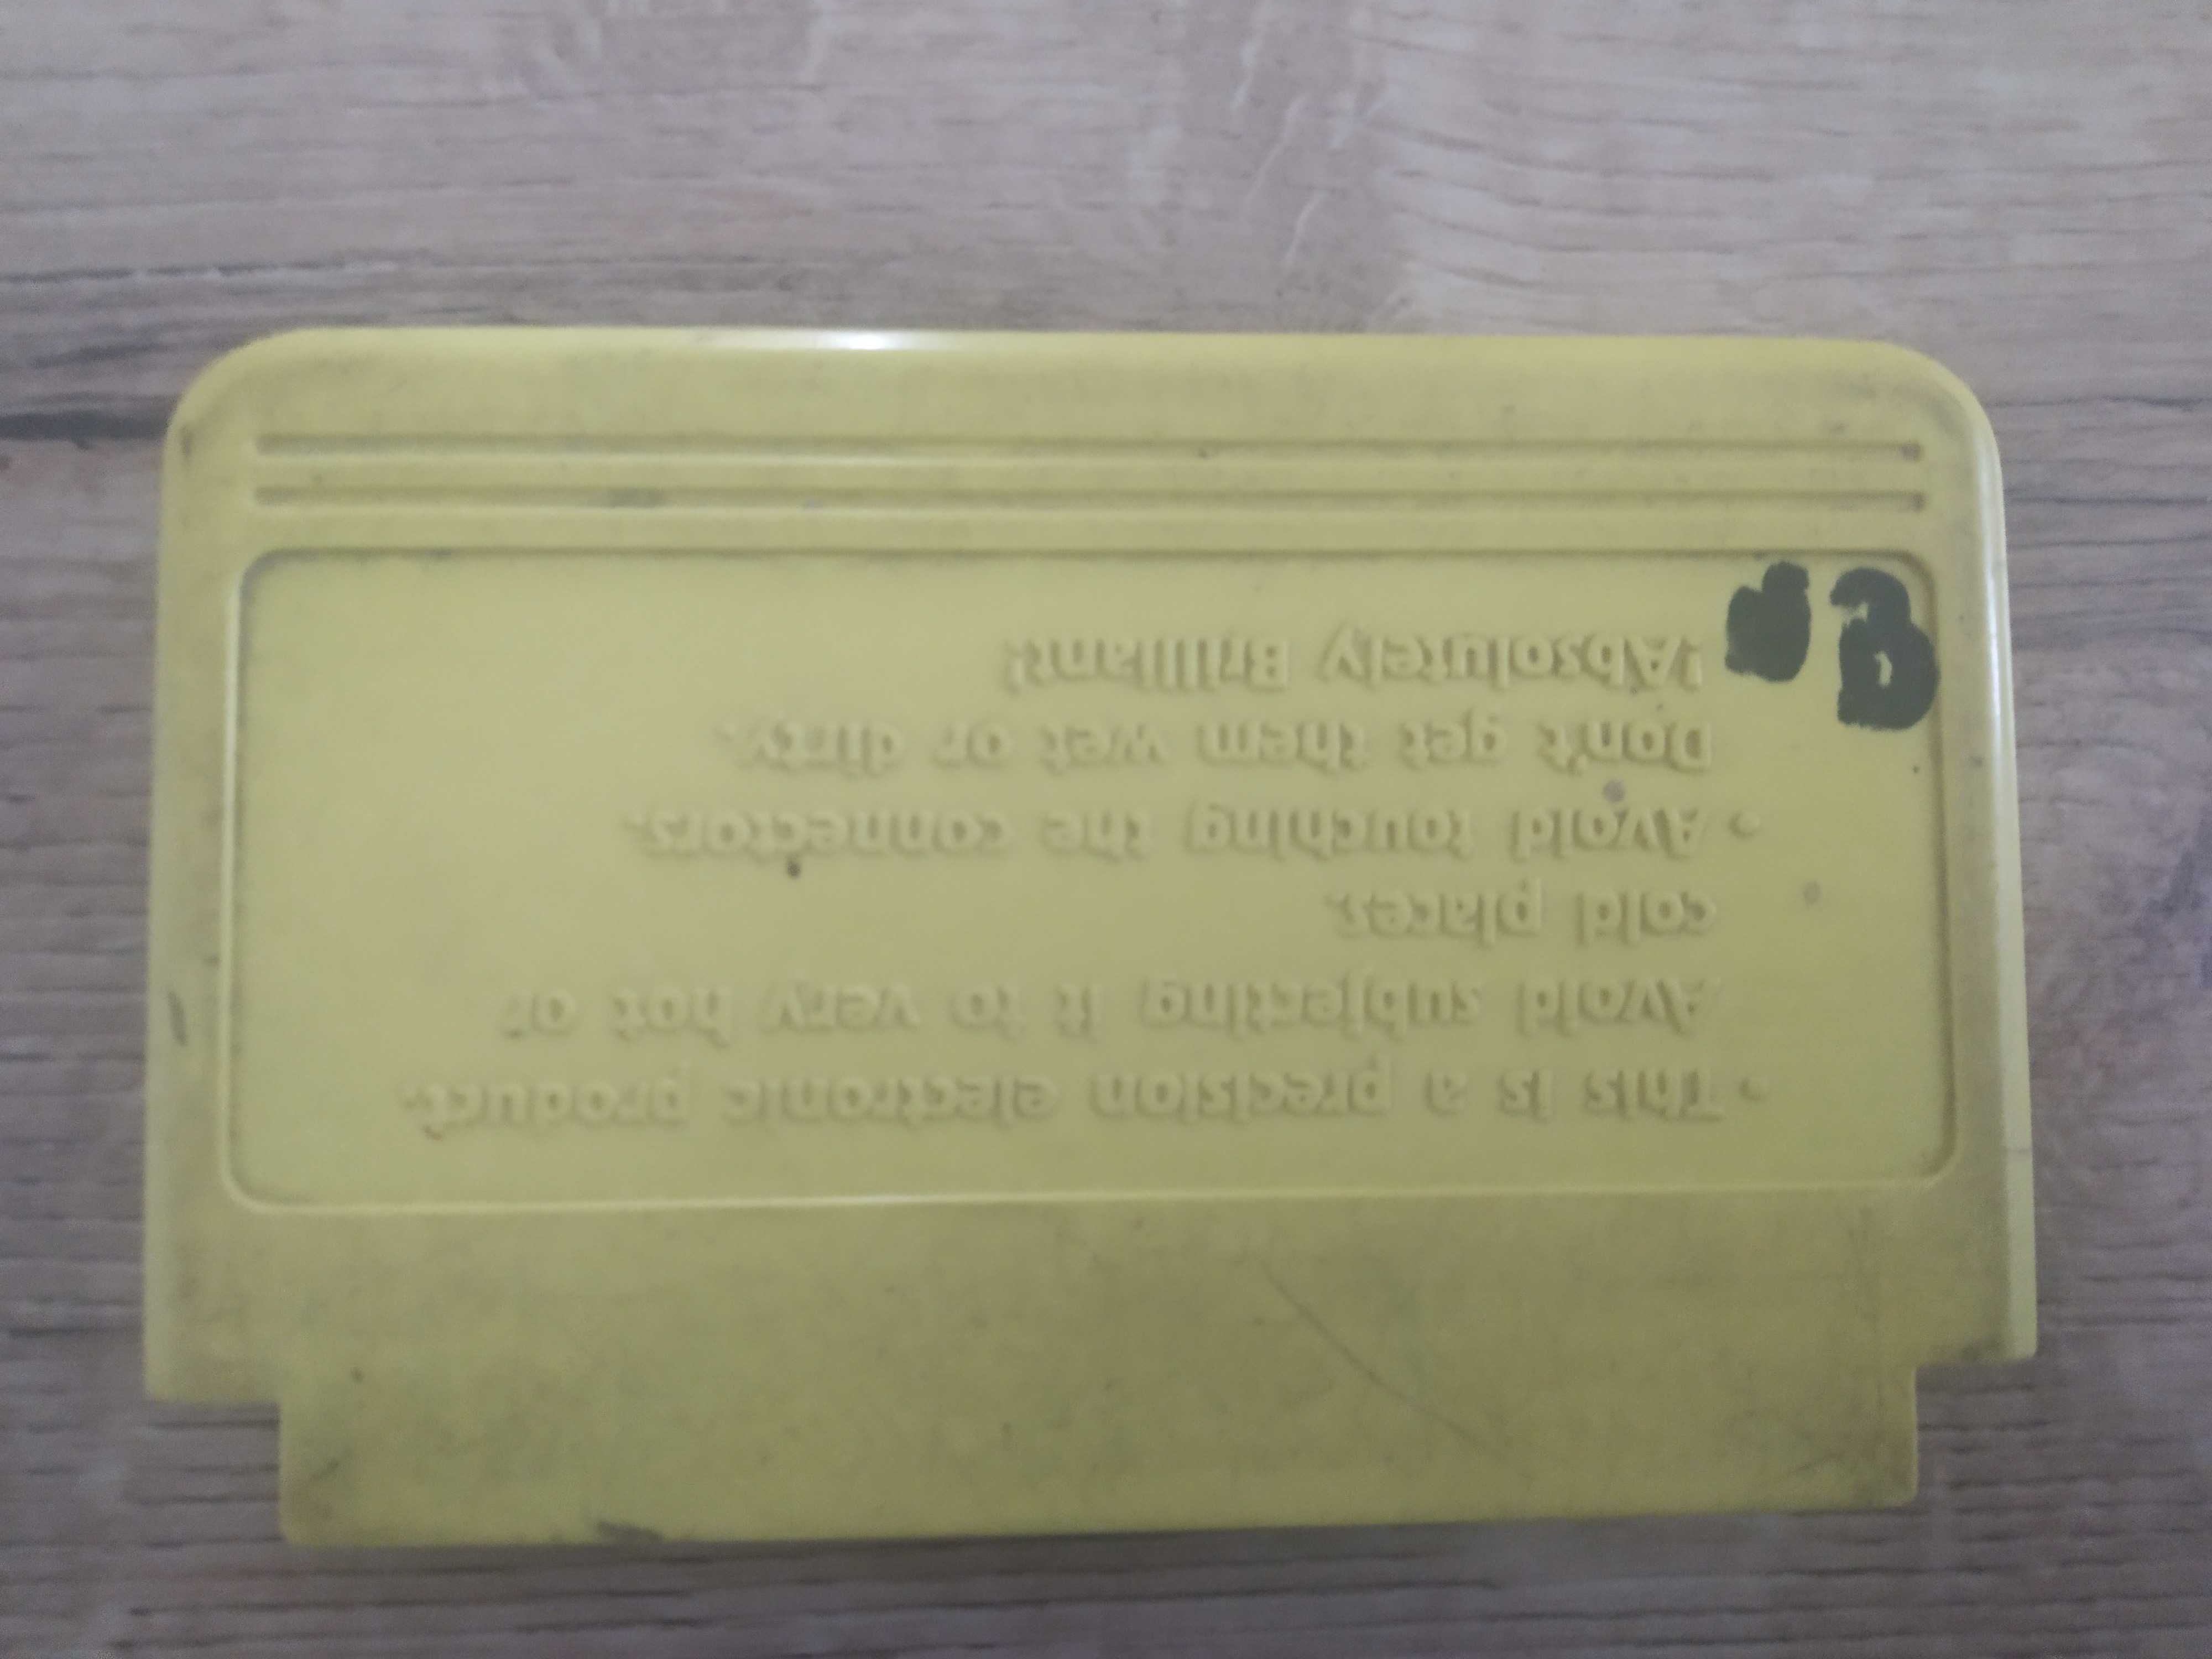 • This is a precision electronic product.
Avoid subjecting it to very hot or
cold places.
• Avoid touching the connectors.
Don't get them wet or dirty.
!Absolutely Brilliant!